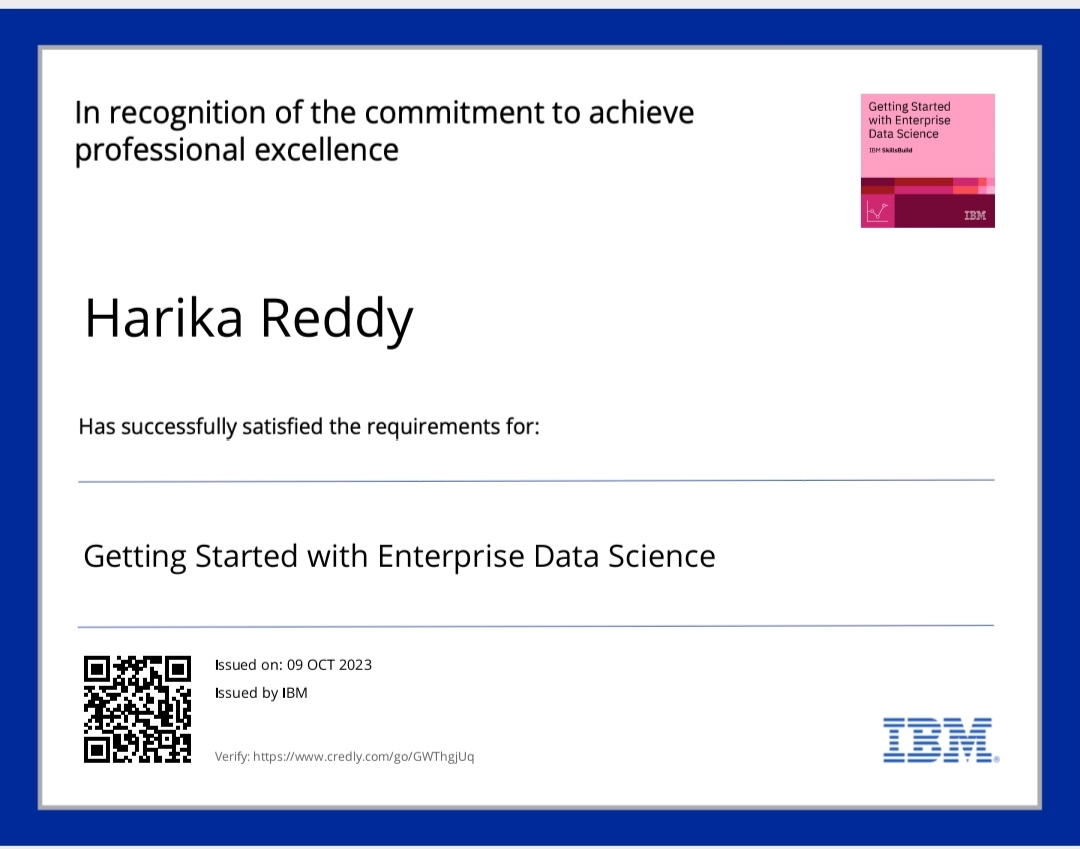 In recognition of the commitment to achieve
professional excellence
Getting Started
with Enterprise
Data Science
IBM SkillsBuild
IBM
Harika Reddy
Has successfully satisfied the requirements for:
Getting Started with Enterprise Data Science
Issued on: 09 OCT 2023
Issued by IBM
Verify: https://www.credly.com/go/GWThgjUq
IBM®